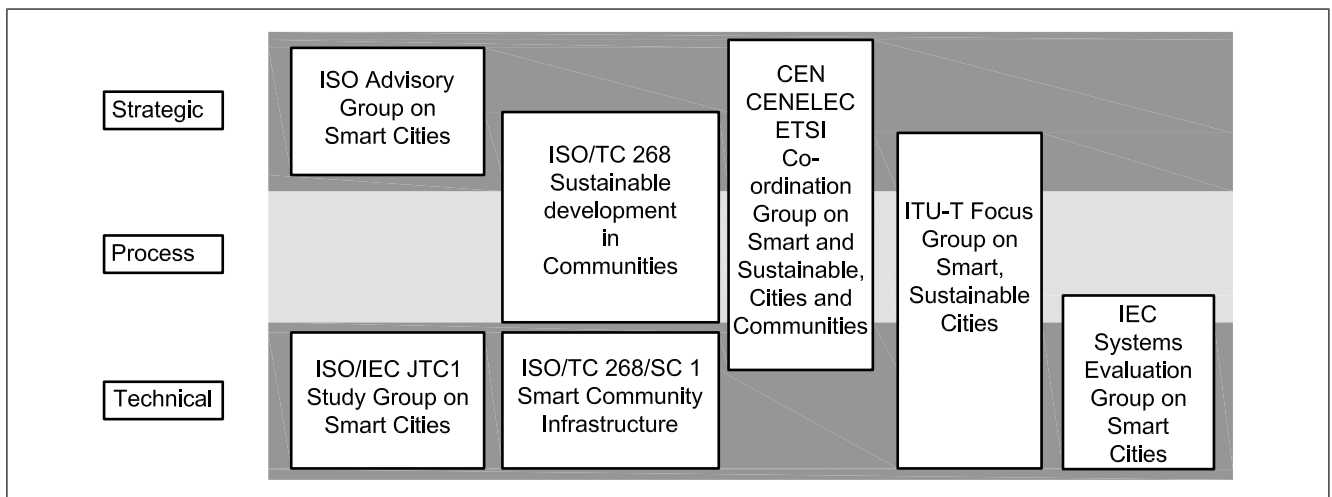 Strategic
Process
Technical
ISO Advisory
Group on
Smart Cities
ISO/IEC JTC1
Study Group on
Smart Cities
ISO/TC 268
Sustainable
development
in
Communities
ISO/TC 268/SC 1
Smart Community
Infrastructure
CEN
CENELEC
ETSI
Co-
ordination
Group on
Smart and
Sustainable,
Cities and
Communities
ITU-T Focus
Group on
Smart,
Sustainable
Cities
IEC
Systems
Evaluation
Group on
Smart
Cities